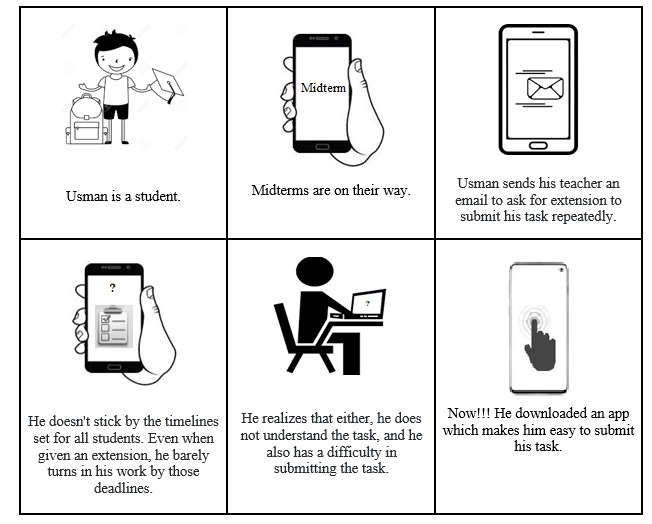 Usman is a student.
Midterm
Midterms are on their way.
Usman sends his teacher an
email to ask for extension to
submit his task repeatedly.
?
He doesn't stick by the timelines
set for all students. Even when
given an extension, he barely
turns in his work by those
deadlines.
?
He realizes that either, he does
not understand the task, and he
also has a difficulty in
submitting the task.
Now!!! He downloaded an app
which makes him easy to submit
his task.